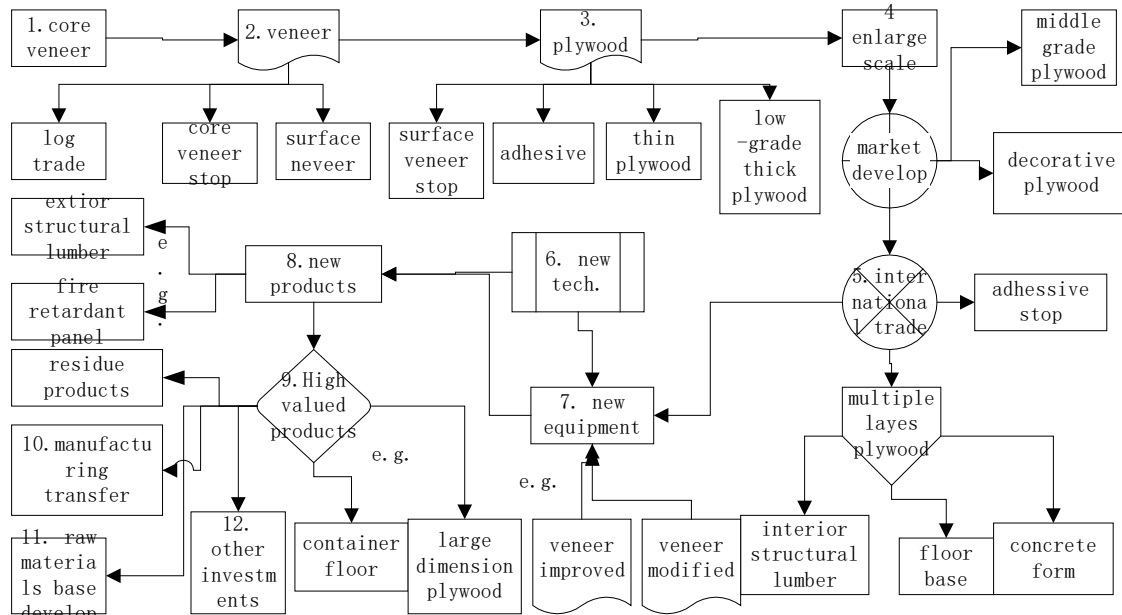 1.core
veneer
2.veneer
3.
plywood
4
enlarge
scale
middle
grade
plywood
log
trade
core
veneer
stop
surface
neveer
surface
veneer
stop
adhesive
thin
plywood
low
-grade
thick
plywood
market
develop
decorative
plywood
extior
structural
lumber
e.g.
fire
retardant
panel
8.new
products
6. new
tech.
5.inter
nationa
l trade
adhessive
stop
residue
products
9.High
valued
products
7. new
equipment
multiple
layes
plywood
10.manufactu
ring
transfer
e.g.
e.g.
11. raw
materia
ls base
develop
12.
other
investm
ents
container
floor
large
dimension
plywood
veneer
improved
veneer
modified
interior
structural
lumber
floor
base
concrete
form